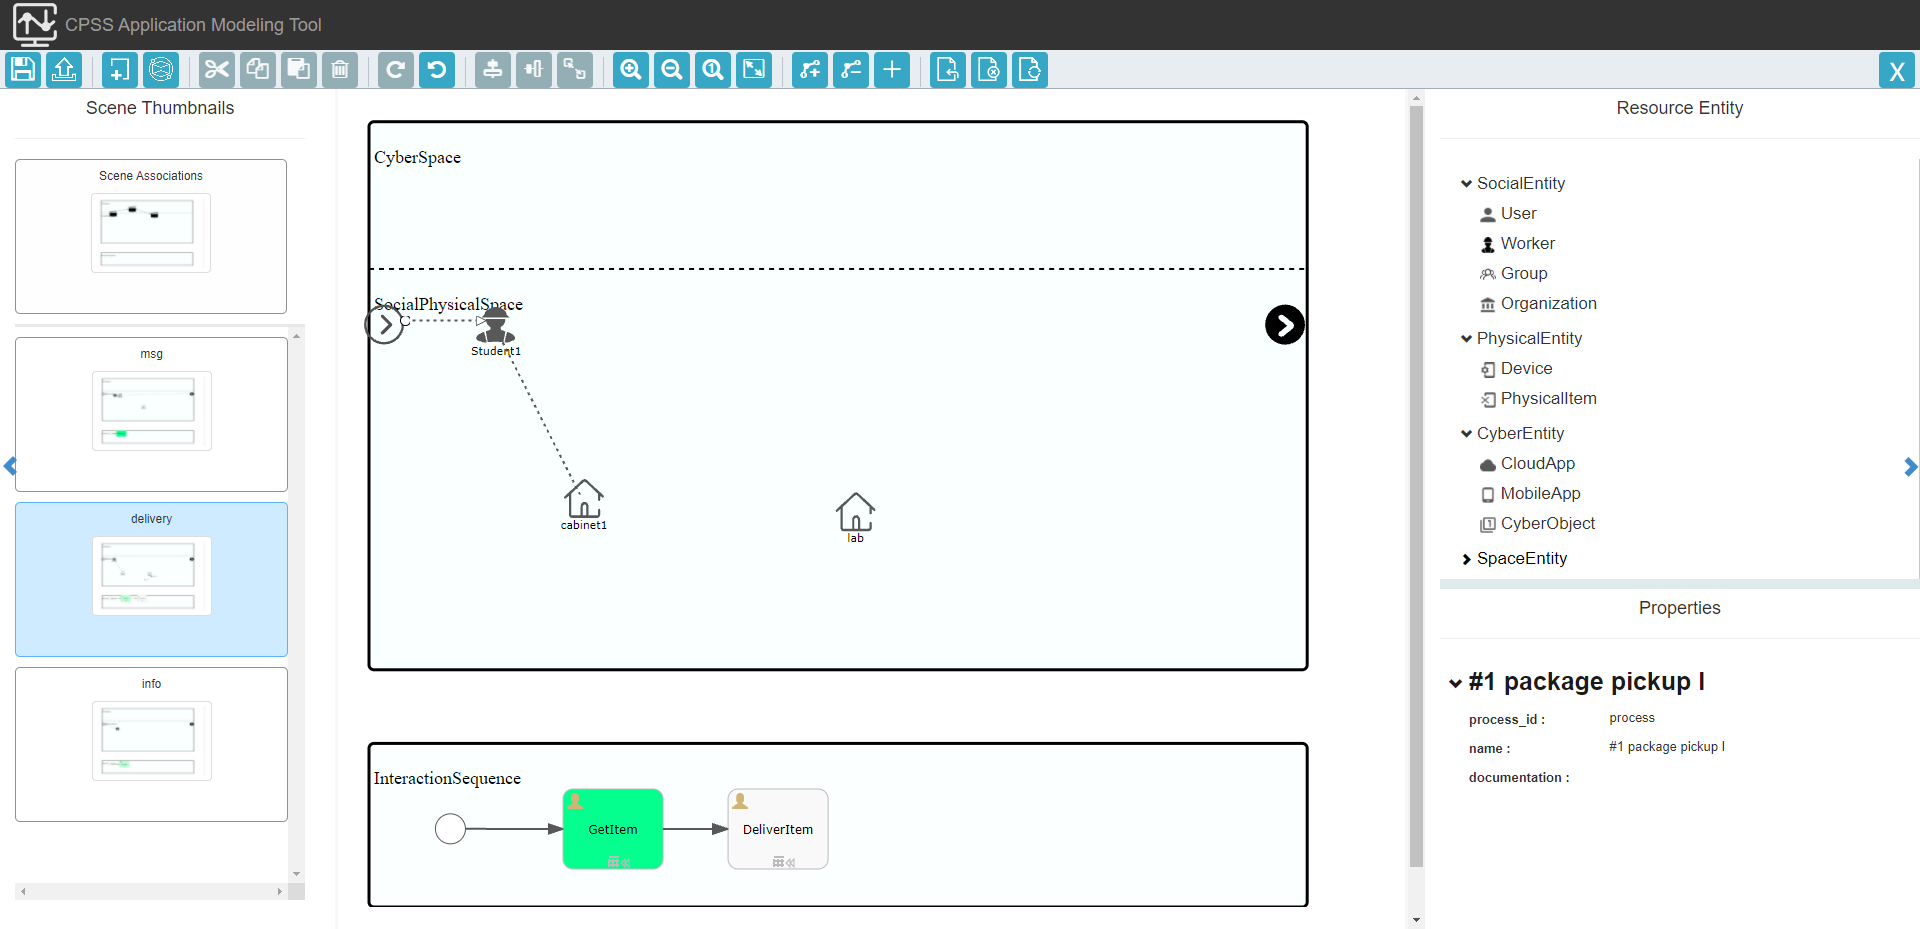 CPSS Application Modeling Tool
X
Scene Thumbnails
Scene Associations
msg
delivery
info
CyberSpace
SocialPhysicalSpace
Student1
cabinet1
lab
InteractionSequence
GetItem
DeliverItem
Resource Entity
SocialEntity
User
Worker
Group
Organization
PhysicalEntity
Device
PhysicalItem
CyberEntity
CloudApp
MobileApp
CyberObject
SpaceEntity
Properties
#1 package pickup I
process_id : process
name : #1 package pickup I
documentation :